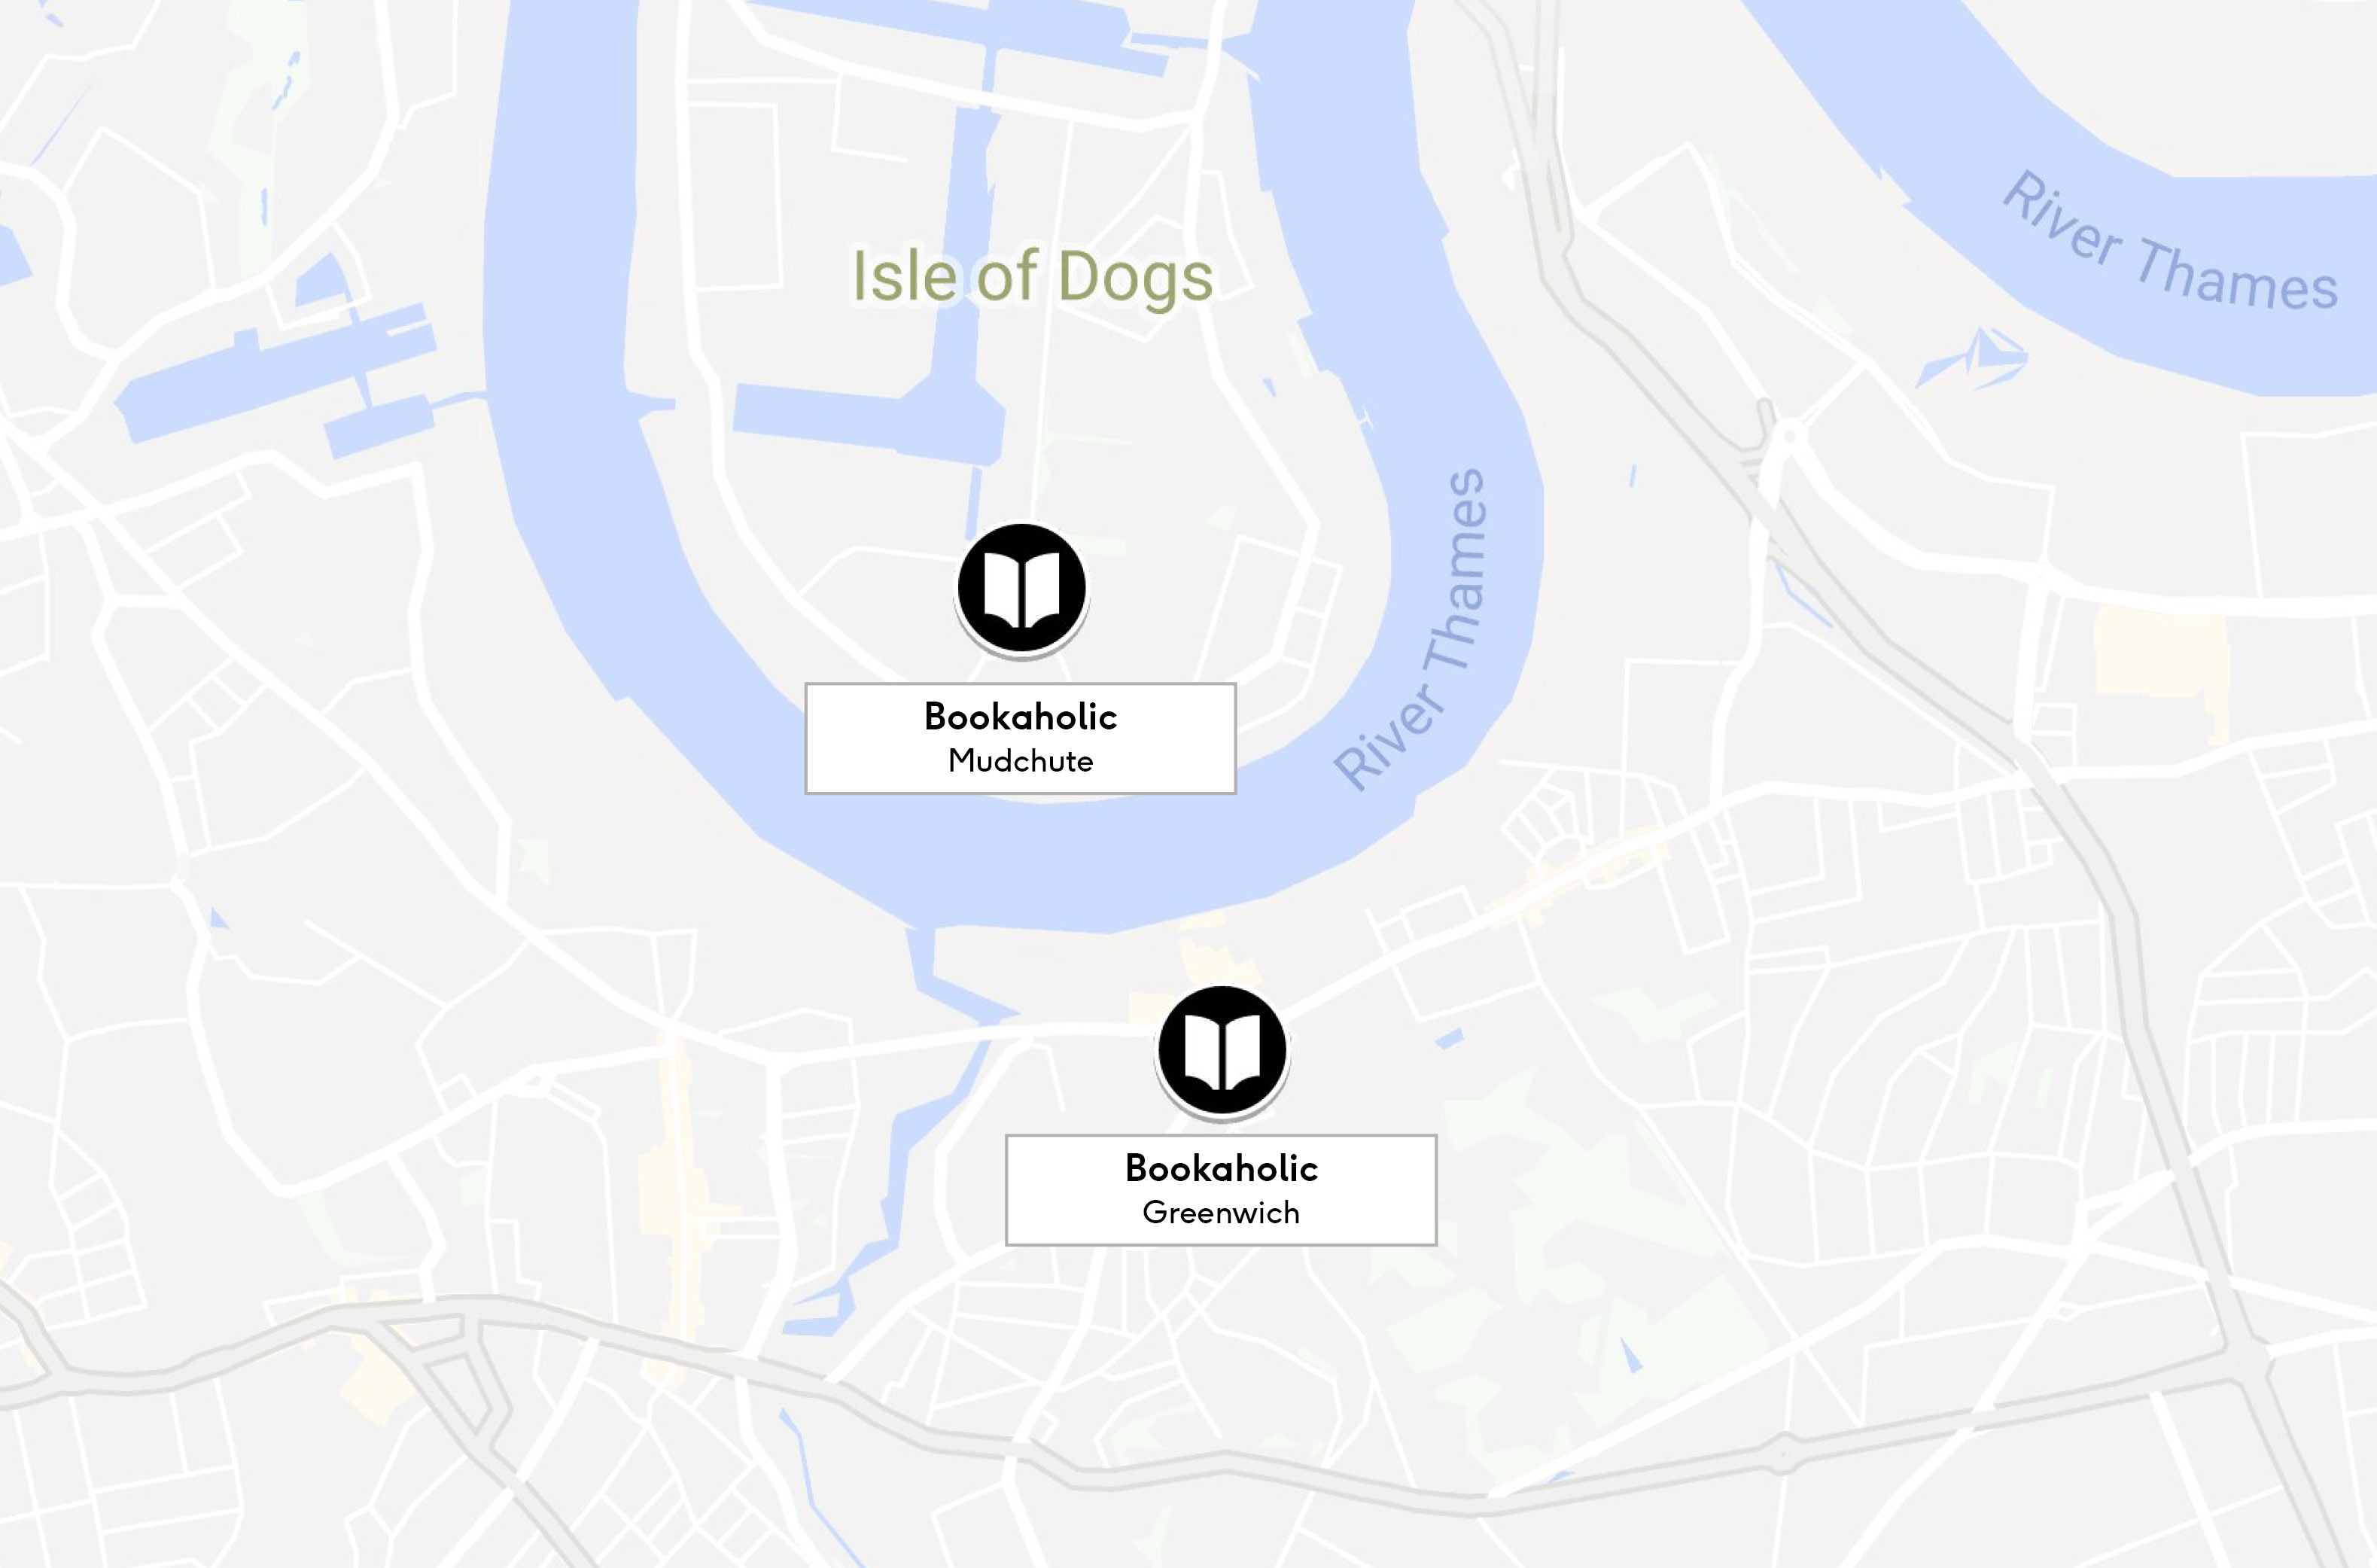 River Thames
Isle of Dogs
River Thames
Bookaholic
Mudchute
Bookaholic
Greenwich